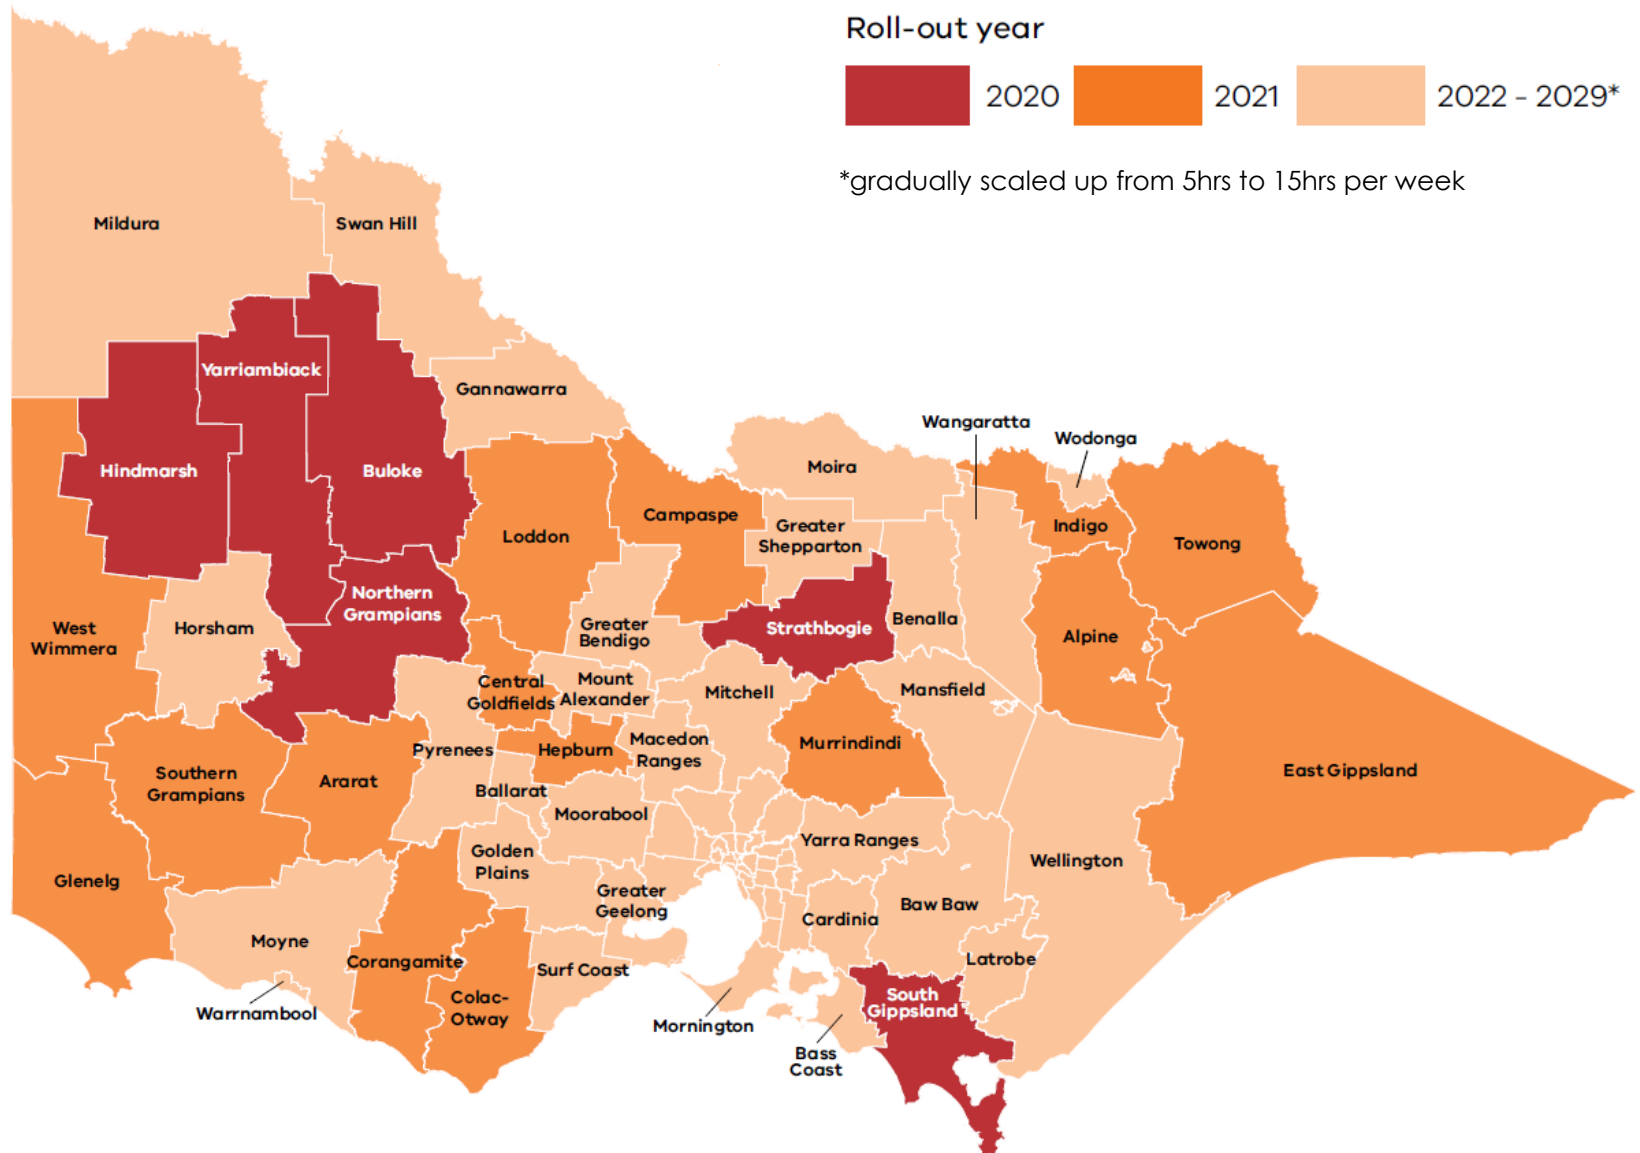 Roll-out year
2020
2021
2022 - 2029*
*gradually scaled up from 5hrs to 15hrs per week
Mildura
Swan Hill
Yarriambiack
Gannawarra
Wangaratta
Wodonga
Hindmarsh
Buloke
Moira
Loddon
Campaspe
Greater
Shepparton
Indigo
Towong
Northern
Grampians
West
Wimmera
Horsham
Greater
Bendigo
Strathbogie
Benalla
Alpine
Central
Goldfields
Mount
Alexander
Mitchell
Mansfield
Pyrenees
Hepburn
Macedon
Ranges
Murrindindi
Southern
Grampians
Ararat
Ballarat
East Gippsland
Moorabool
Yarra Ranges
Golden
Plains
Wellington
Glenelg
Greater
Geelong
Cardinia
Baw Baw
Moyne
Corangamite
Surf Coast
Latrobe
Warrnambool
Colac-
Otway
Mornington
South
Gippsland
Bass
Coast